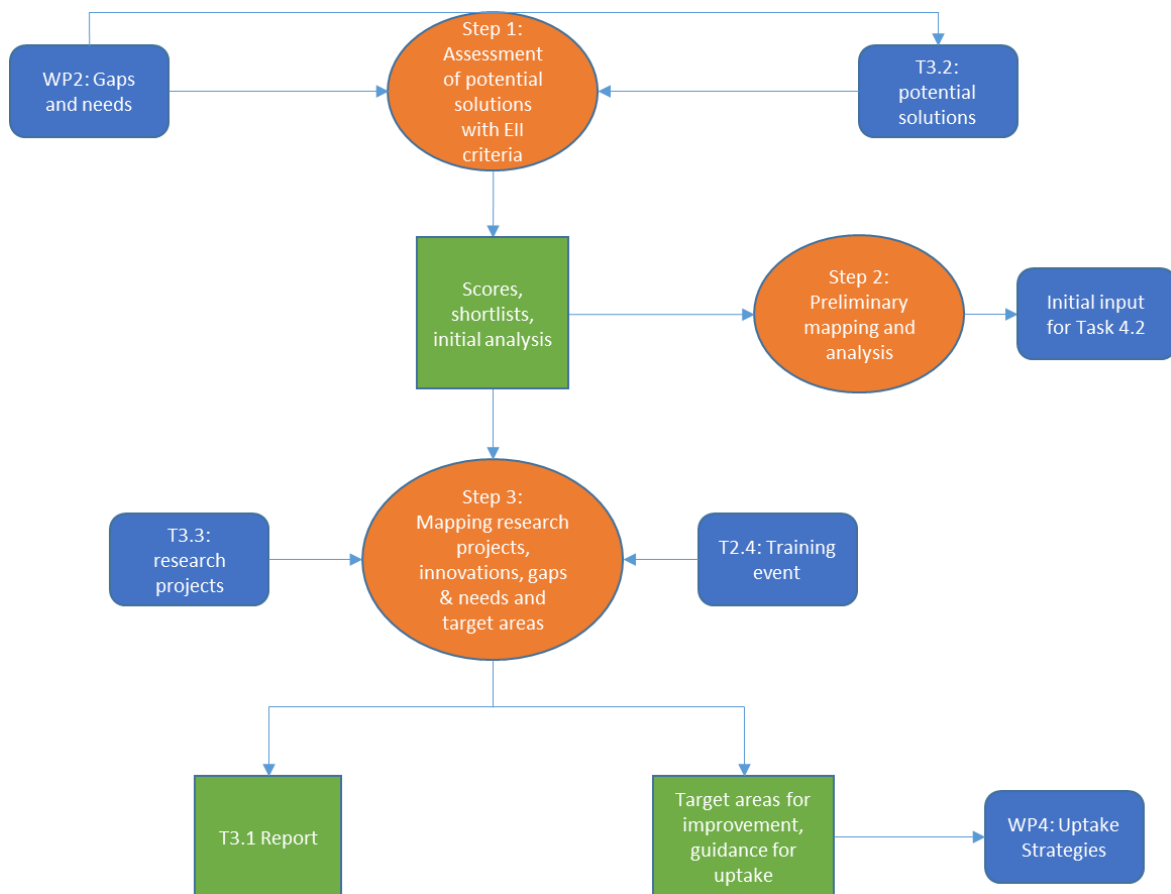 Step 1:
Assessment
of potential
solutions
with EII
criteria
WP2: Gaps
and needs
T3.2:
potential
solutions
Scores,
shortlists,
initial analysis
Step 2:
Preliminary
mapping and
analysis
Initial input
for Task 4.2
Step 3:
Mapping research
projects,
innovations, gaps
& needs and
target areas
T3.3:
research
projects
T2.4: Training
event
T3.1 Report
Target areas for
improvement,
guidance for
uptake
WP4: Uptake
Strategies